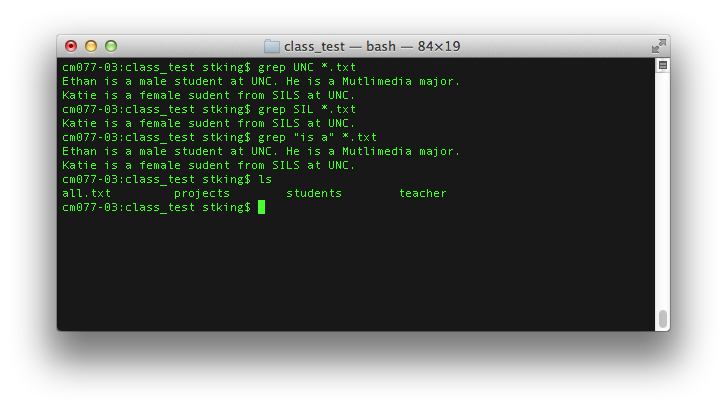 class_test — bash — 84×19
cm077-03:class_test stking$ grep UNC *.txt
Ethan is a male student at UNC. He is a Mutlimedia major.
Katie is a female sudent from SILS at UNC.
cm077-03:class_test stking$ grep SIL *.txt
Katie is a female sudent from SILS at UNC.
cm077-03:class_test stking$ grep "is a" *.txt
Ethan is a male student at UNC. He is a Mutlimedia major.
Katie is a female sudent from SILS at UNC.
cm077-03:class_test stking$ ls
all.txt projects students teacher
cm077-03:class_test stking$